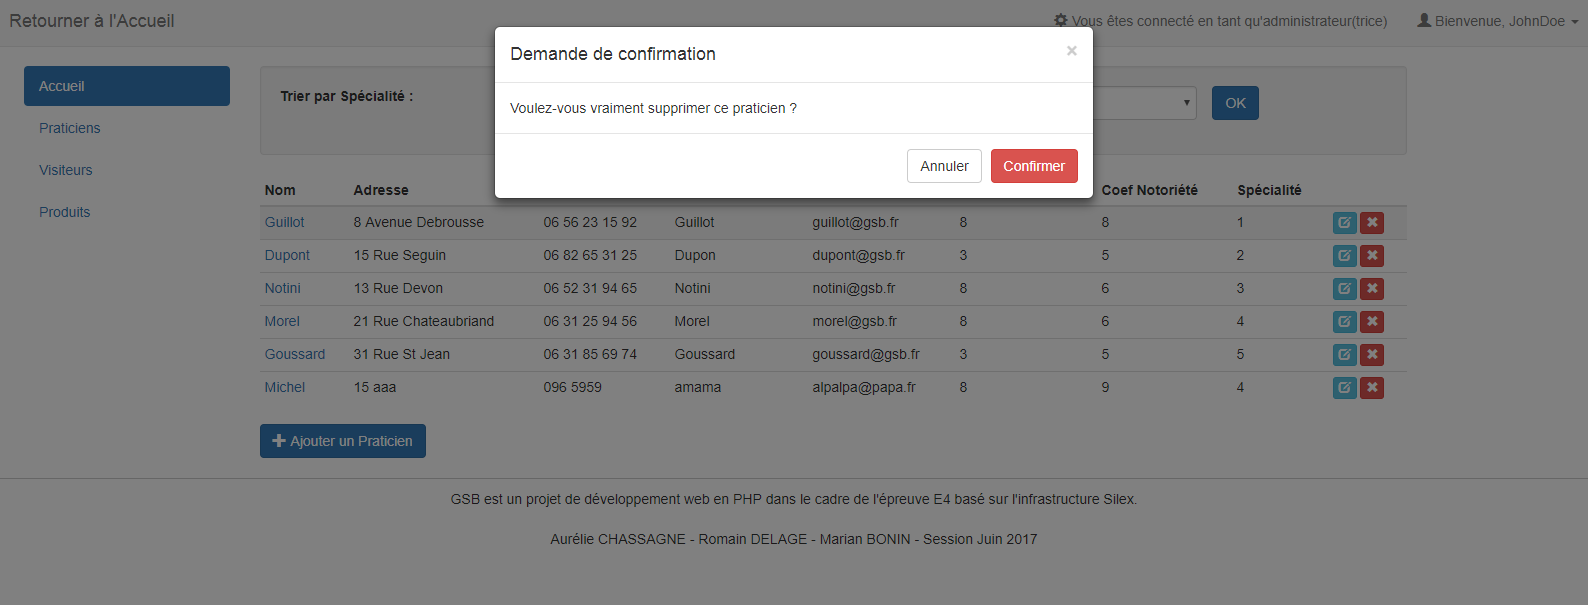 Retourner à l'Accueil
Vous êtes connecté en tant qu'administrateur(trice)
Bienvenue, JohnDoe
Demande de confirmation
×
Voulez-vous vraiment supprimer ce praticien ?
Annuler
Confirmer
Accueil
Praticiens
Visiteurs
Produits
Trier par Spécialité :
OK
Nom Adresse Coef Notoriété Spécialité
Guillot 8 Avenue Debrousse 06 56 23 15 92 Guillot guillot@gsb.fr 8 8 1
Dupont 15 Rue Seguin 06 82 65 31 25 Dupon dupont@gsb.fr 3 5 2
Notini 13 Rue Devon 06 52 31 94 65 Notini notini@gsb.fr 8 6 3
Morel 21 Rue Chateaubriand 06 31 25 94 56 Morel morel@gsb.fr 8 6 4
Goussard 31 Rue St Jean 06 31 85 69 74 Goussard goussard@gsb.fr 3 5 5
Michel 15 aaa 096 5959 amama alpalpa@papa.fr 8 9 4
Ajouter un Praticien
GSB est un projet de développement web en PHP dans le cadre de l'épreuve E4 basé sur l'infrastructure Silex.
Aurélie CHASSAGNE - Romain DELAGE - Marian BONIN - Session Juin 2017